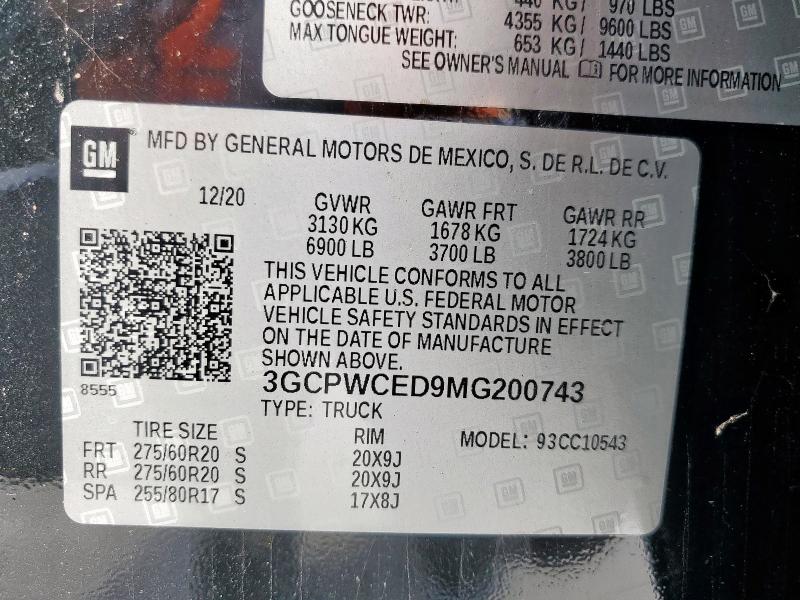 440 KG/ 970 LBS
GOOSENECK TWR: 4355 KG/ 9600 LBS
MAX TONGUE WEIGHT: 653 KG/ 1440 LBS
SEE OWNER'S MANUAL FOR MORE INFORMATION
GM MFD BY GENERAL MOTORS DE MEXICO, S. DE R.L. DE C.V.
12/20 GVWR GAWR FRT GAWR RR
3130 KG 1678 KG 1724 KG
6900 LB 3700 LB 3800 LB
THIS VEHICLE CONFORMS TO ALL
APPLICABLE U.S. FEDERAL MOTOR
VEHICLE SAFETY STANDARDS IN EFFECT
ON THE DATE OF MANUFACTURE
SHOWN ABOVE.
8555
3GCPWCED9MG200743
TYPE: TRUCK
TIRE SIZE RIM MODEL: 93CC10543
FRT 275/60R20 S 20X9J
RR 275/60R20 S 20X9J
SPA 255/80R17 S 17X8J